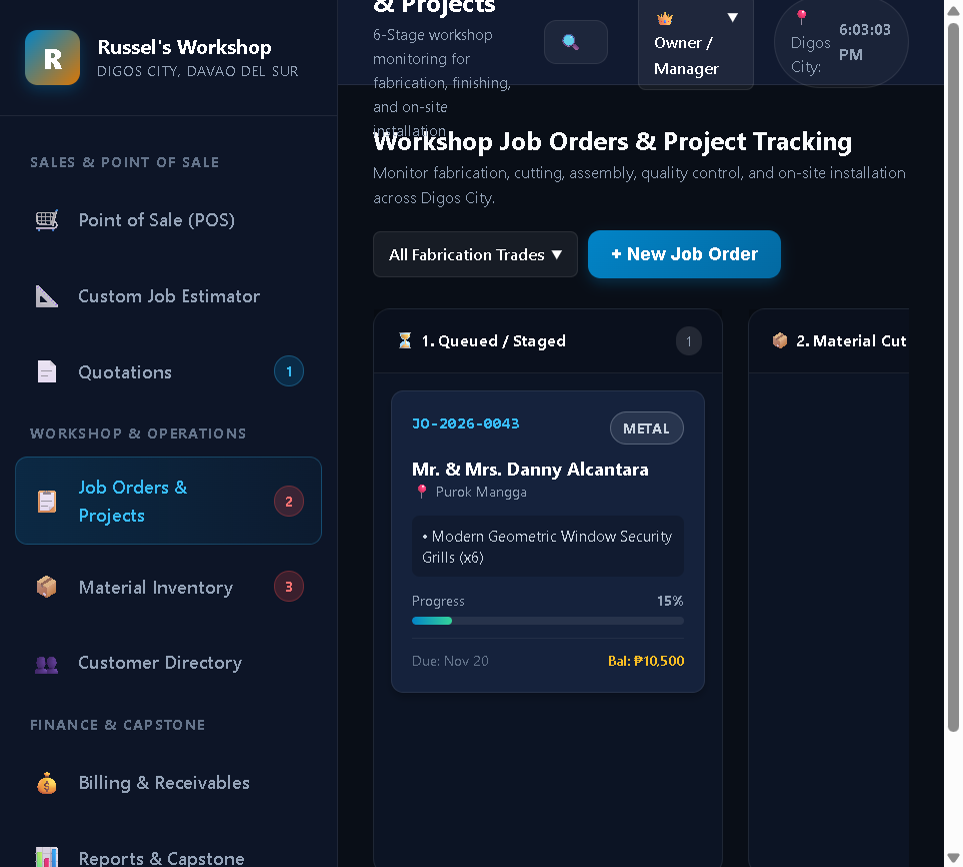 R
Russel's Workshop
DIGOS CITY, DAVAO DEL SUR
SALES & POINT OF SALE
Point of Sale (POS)
Custom Job Estimator
Quotations
1
WORKSHOP & OPERATIONS
Job Orders &
Projects
2
Material Inventory
3
Customer Directory
FINANCE & CAPSTONE
Billing & Receivables
Reports & Capstone
& Projects
6-Stage workshop
monitoring for
fabrication, finishing,
and on-site
installation
Owner /
Manager
Digos
City:
6:03:03
PM
Workshop Job Orders & Project Tracking
Monitor fabrication, cutting, assembly, quality control, and on-site installation
across Digos City.
All Fabrication Trades
+ New Job Order
1. Queued / Staged
1
JO-2026-0043
METAL
Mr. & Mrs. Danny Alcantara
Purok Mangga
• Modern Geometric Window Security
Grills (x6)
Progress
15%
Due: Nov 20
Bal: ₱10,500
2. Material Cut